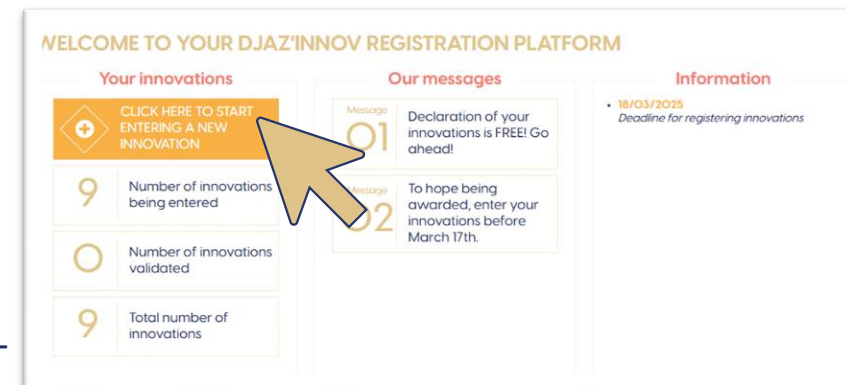 WELCOME TO YOUR DJAZ'INNOV REGISTRATION PLATFORM
Your innovations
CLICK HERE TO START
ENTERING A NEW
INNOVATION
9
Number of innovations
being entered
0
Number of innovations
validated
9
Total number of
innovations
Our messages
Message
01
Declaration of your
innovations is FREE! Go
ahead!
Message
02
To hope being
awarded, enter your
innovations before
March 17th.
Information
• 18/03/2025
Deadline for registering innovations